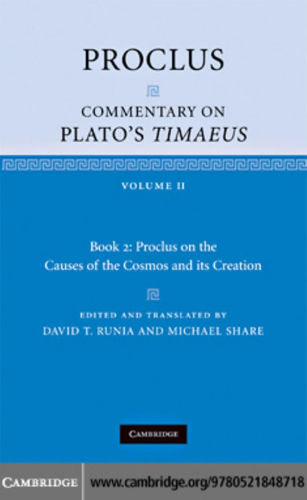 PROCLUS
COMMENTARY ON
PLATO'S TIMAEUS
VOLUME II
Book 2: Proclus on the
Causes of the Cosmos and its Creation
EDITED AND TRANSLATED BY
DAVID T. RUNIA AND MICHAEL SHARE
CAMBRIDGE
CAMBRIDGE www.cambridge.org/9780521848718